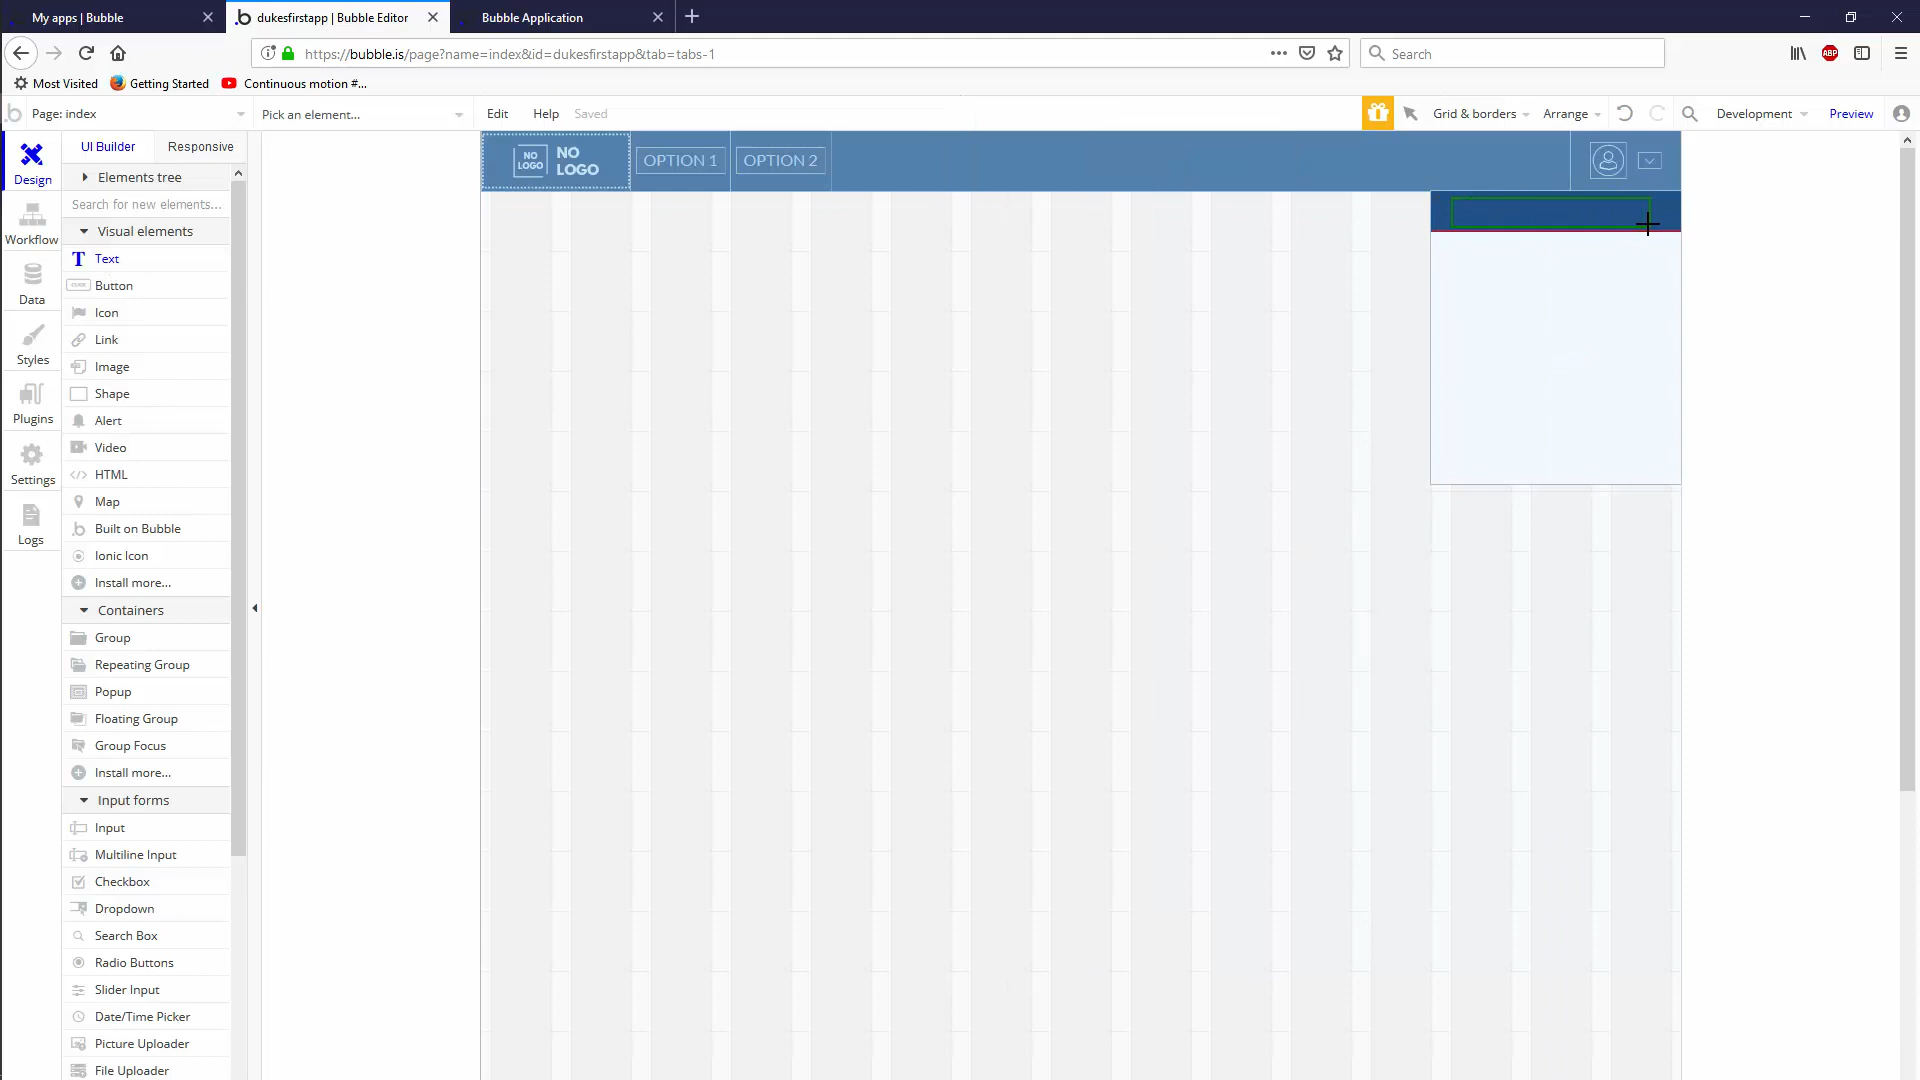 My apps | Bubble
dukesfirstapp | Bubble Editor
Bubble Application
https://bubble.is/page?name=index&id=dukesfirstapp&tab=tabs-1
Search
ABP
Most Visited
Getting Started
Continuous motion #...
Page: index
Pick an element...
Edit
Help
Saved
Grid & borders
Arrange
Development
Preview
Design
Workflow
Data
Styles
Plugins
Settings
Logs
UI Builder
Responsive
Elements tree
Search for new elements...
Visual elements
T Text
CLICK Button
Icon
Link
Image
Shape
Alert
Video
HTML
Map
Built on Bubble
Ionic Icon
Install more...
Containers
Group
Repeating Group
Popup
Floating Group
Group Focus
Install more...
Input forms
Input
Multiline Input
Checkbox
Dropdown
Search Box
Radio Buttons
Slider Input
Date/Time Picker
Picture Uploader
File Uploader
NO
LOGO
NO
LOGO
OPTION 1
OPTION 2